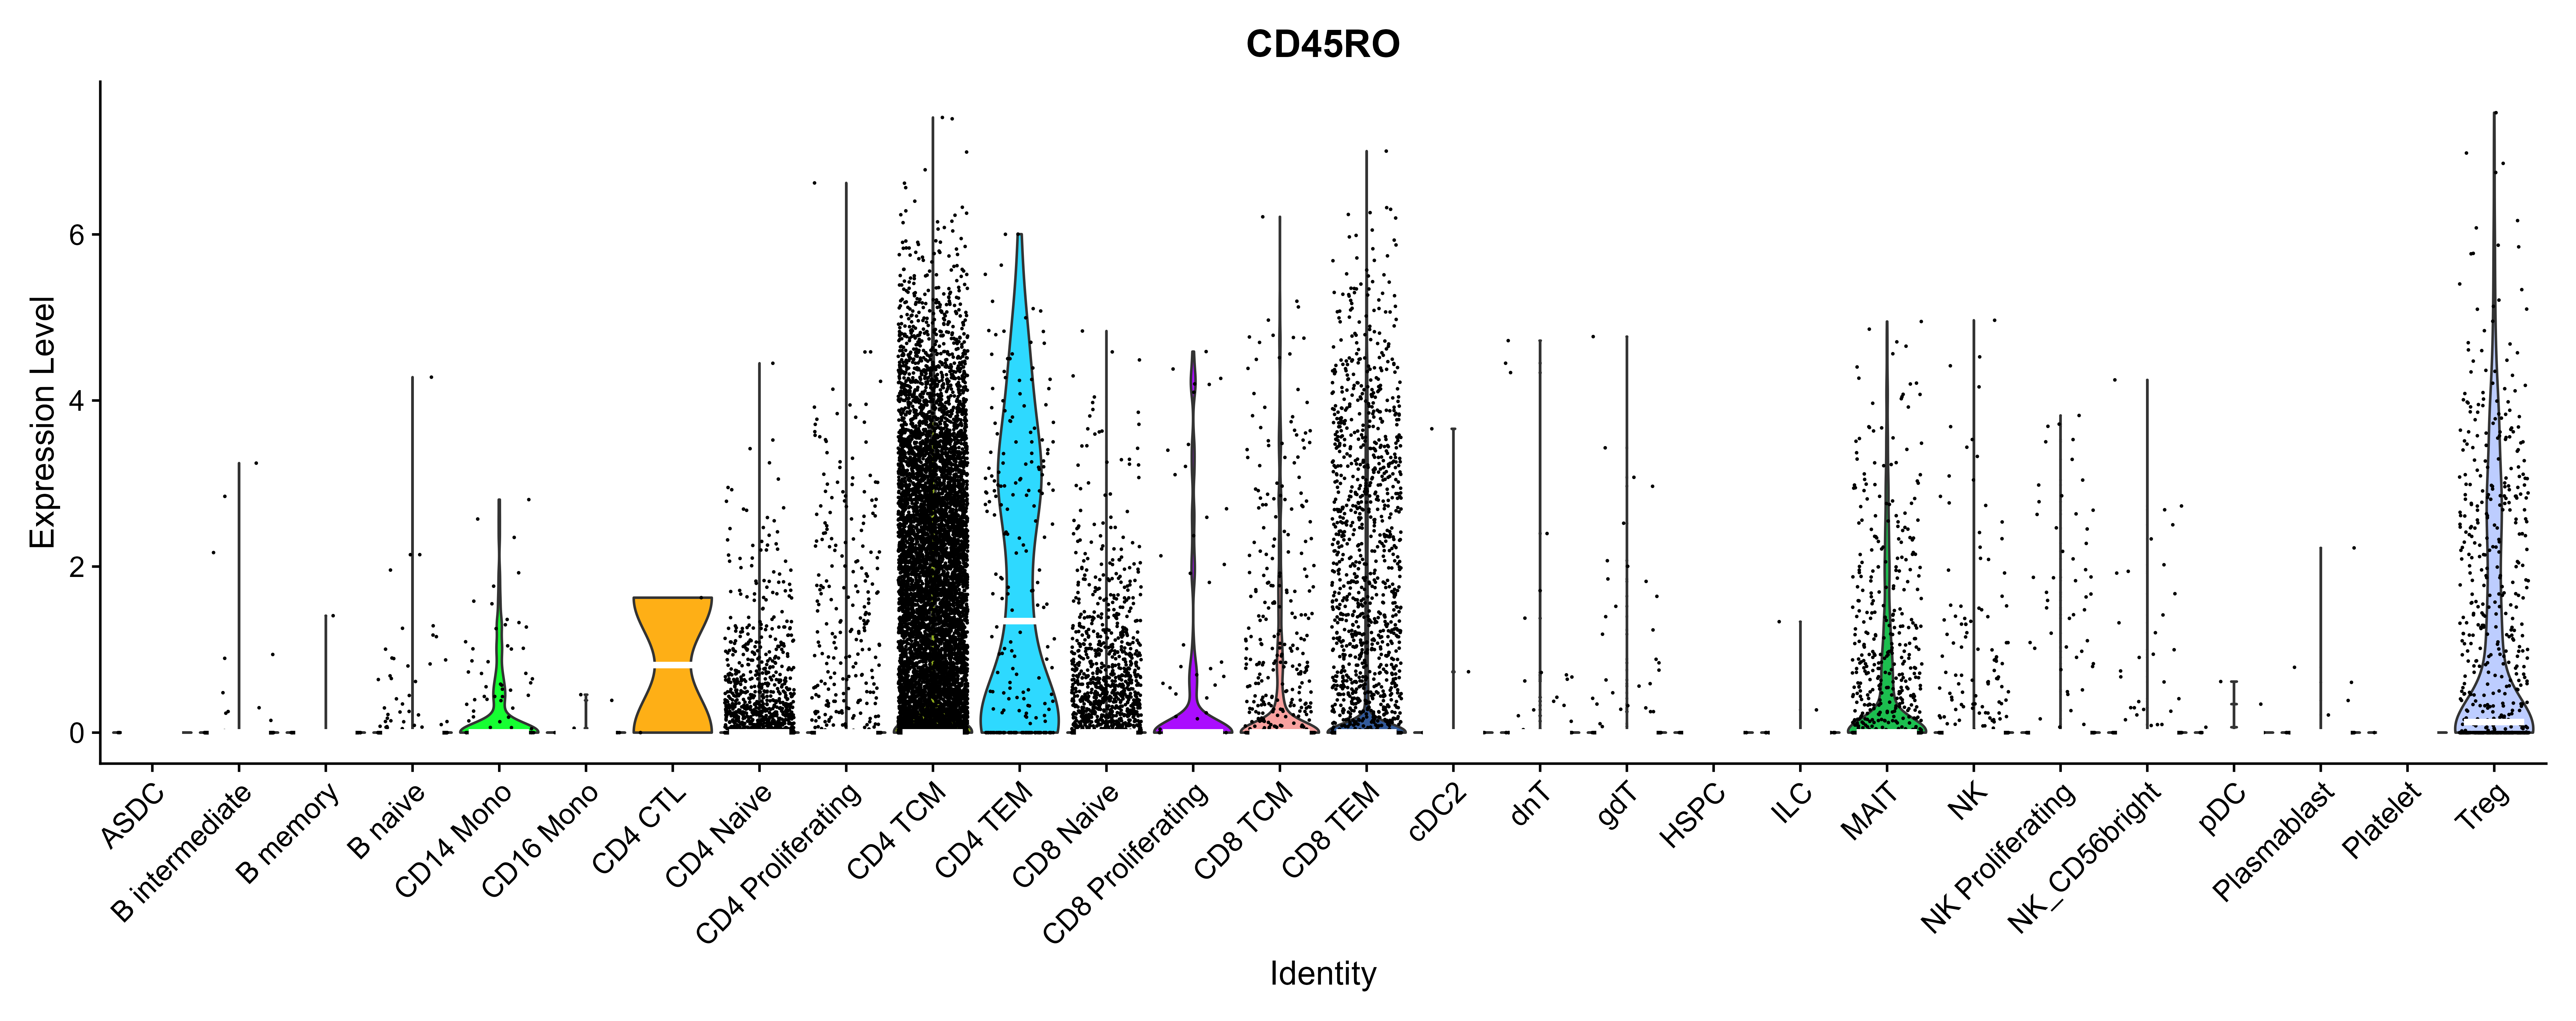 CD45RO
Expression Level
6
4
2
0
ASDC
B intermediate
B memory
B naive
CD14 Mono
CD16 Mono
CD4 CTL
CD4 Naive
CD4 Proliferating
CD4 TCM
CD4 TEM
CD8 Naive
CD8 Proliferating
CD8 TCM
CD8 TEM
cDC2
dnT
gdT
HSPC
ILC
MAIT
NK
NK Proliferating
NK_CD56bright
pDC
Plasmablast
Platelet
Treg
Identity